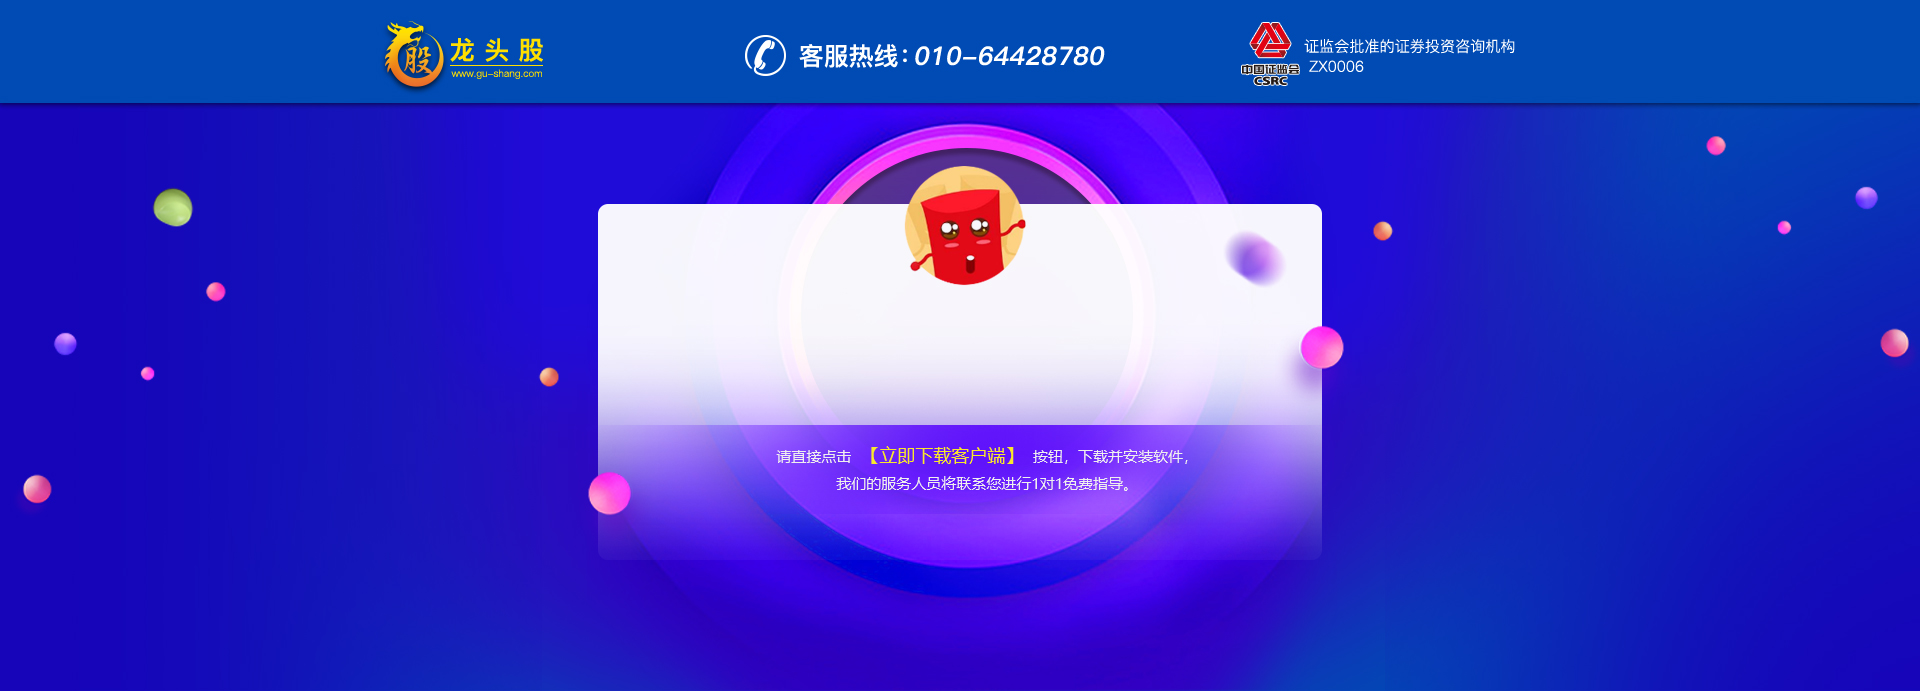 股
龙头股
www.gu-shang.com
客服热线：010-64428780
中国证监会
CSRC
证监会批准的证券投资咨询机构
ZX0006
请直接点击 【立即下载客户端】 按钮，下载并安装软件，
我们的服务人员将联系您进行1对1免费指导。